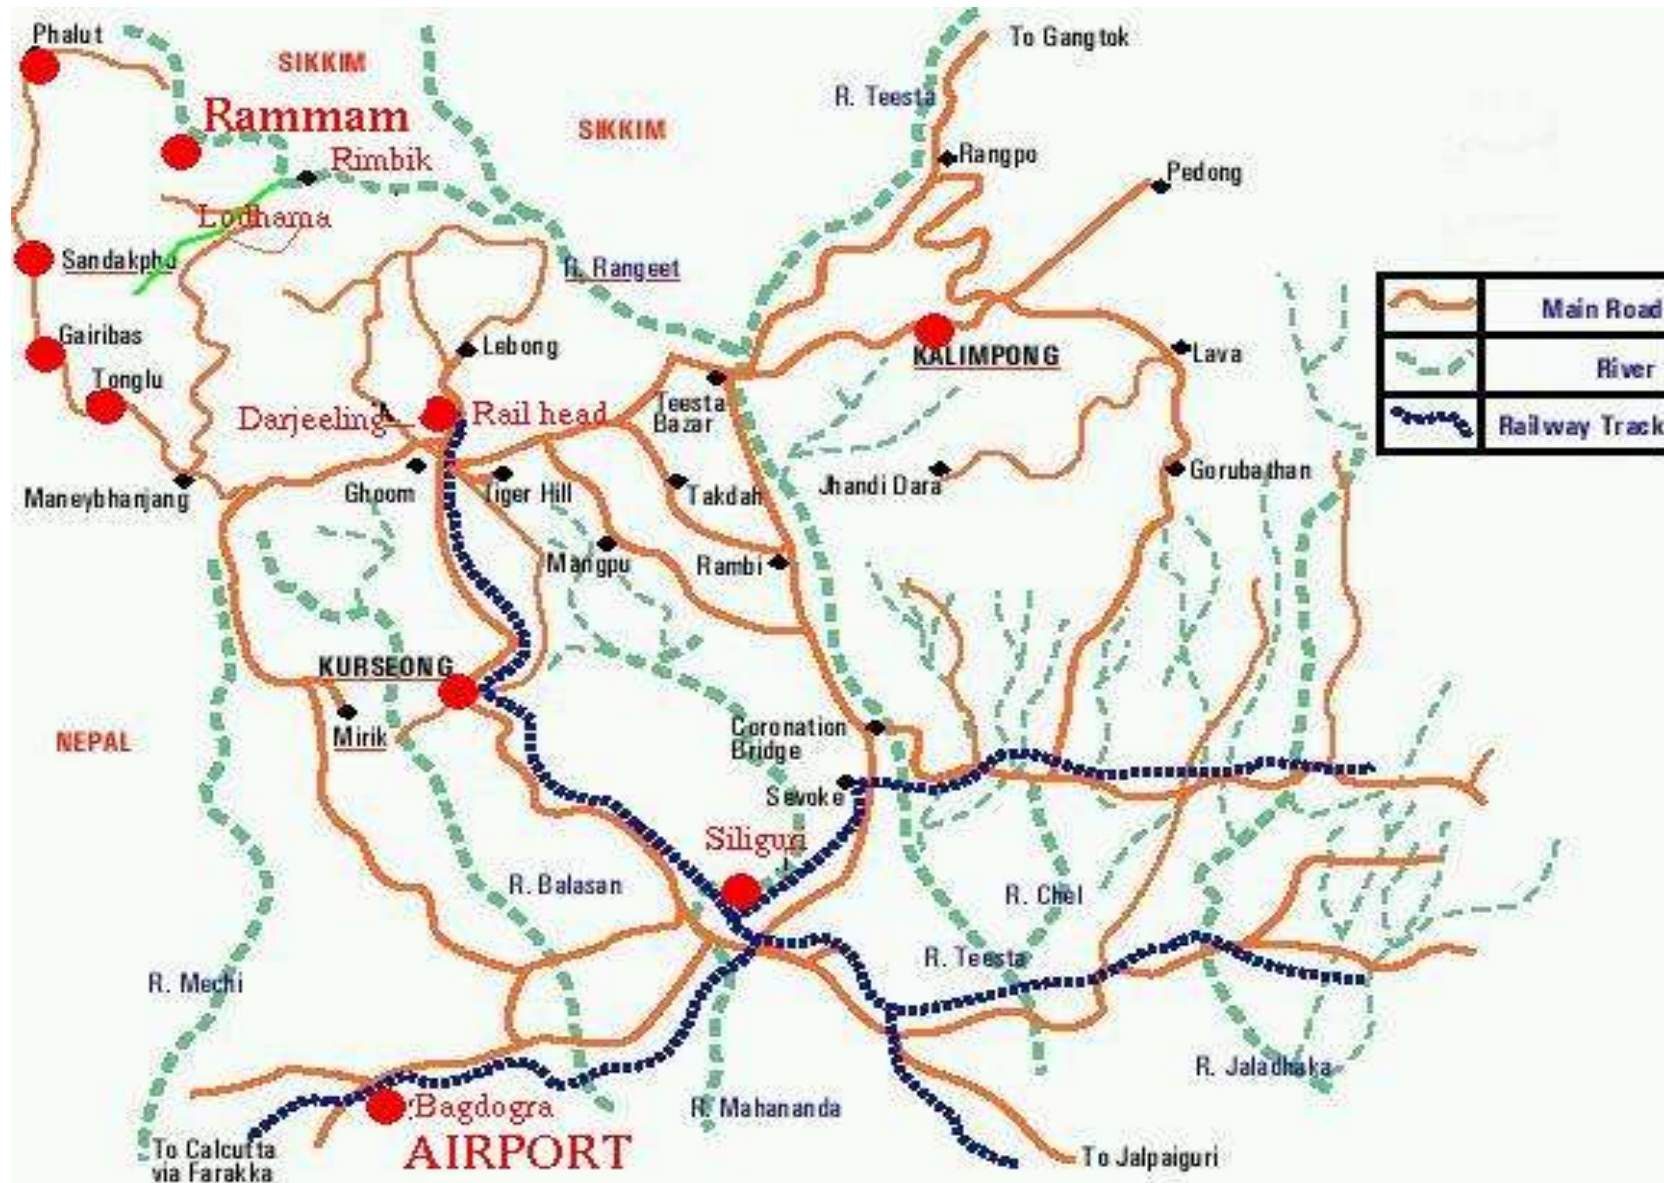 Phalut
SIKKIM
To Gangtok
R. Teesta
Rammam
SIKKIM
Rimbik
Rangpo
Pedong
Lodhama
Sandakphu
R. Rangeet
Main Road
Gairibas
Lebong
KALIMPONG
Lava
River
Tonglu
Darjeeling
Rail head
Teesta
Bazar
Railway Track
Maneybhanjang
Ghoom
Tiger Hill
Takdah
Jhandi Dara
Gorubathan
Mangpu
Rambi
KURSEONG
NEPAL
Mirik
Coronation
Bridge
Sevoke
Siliguri
R. Balasan
R. Chel
R. Mechi
R. Teesta
R. Jaladhaka
Bagdogra
AIRPORT
R. Mahananda
To Calcutta
via Farakka
To Jalpaiguri